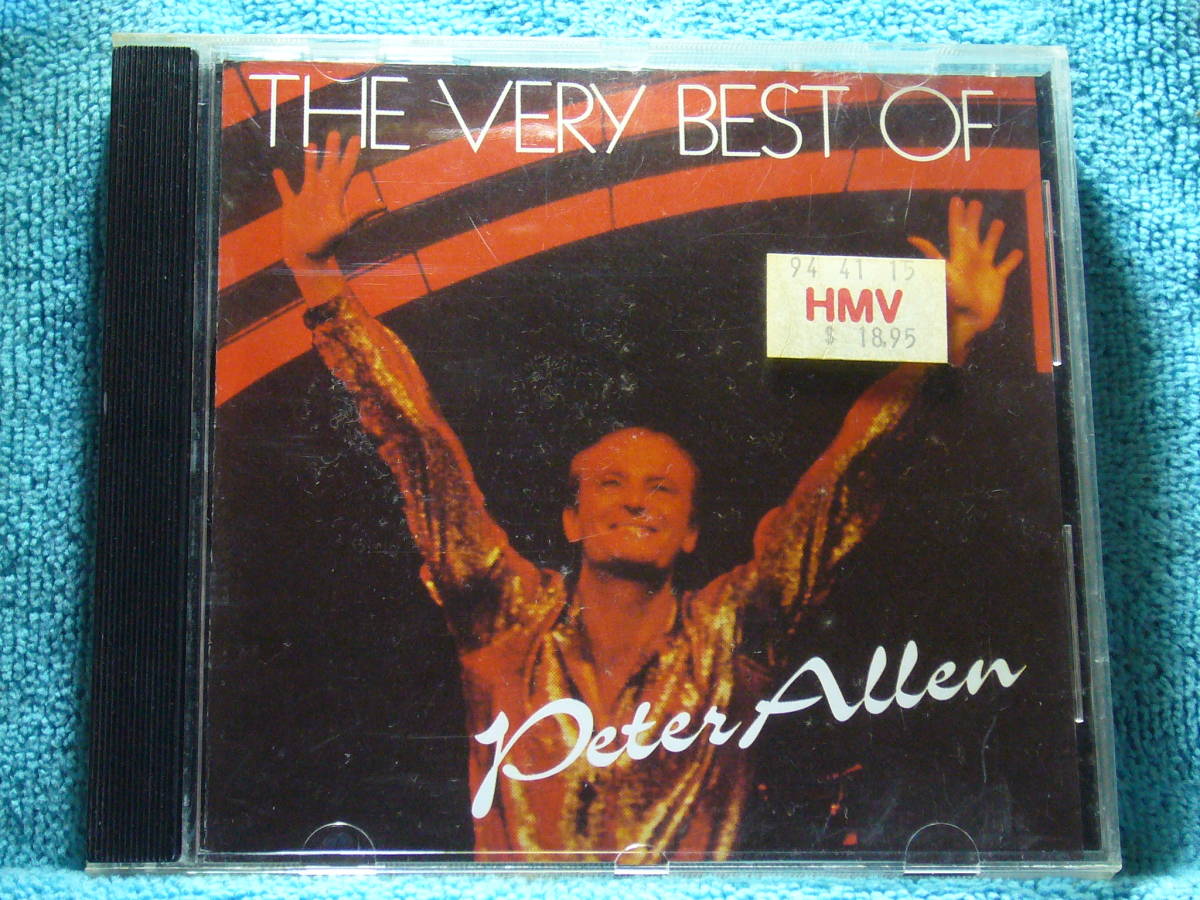 THE VERY BEST OF
94 41 15
HMV
$ 18.95
Peter Allen